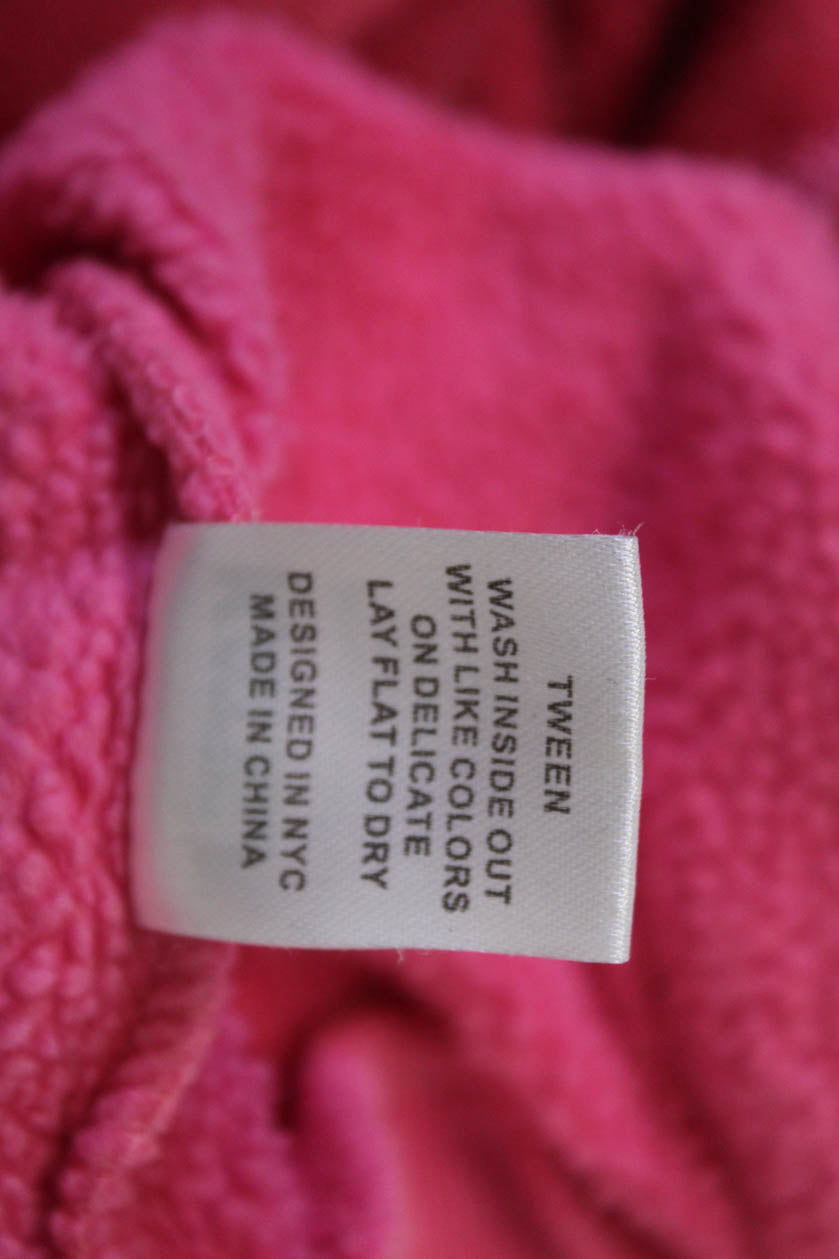 TWEEN
WASH INSIDE OUT
WITH LIKE COLORS
ON DELICATE
LAY FLAT TO DRY
DESIGNED IN NYC
MADE IN CHINA